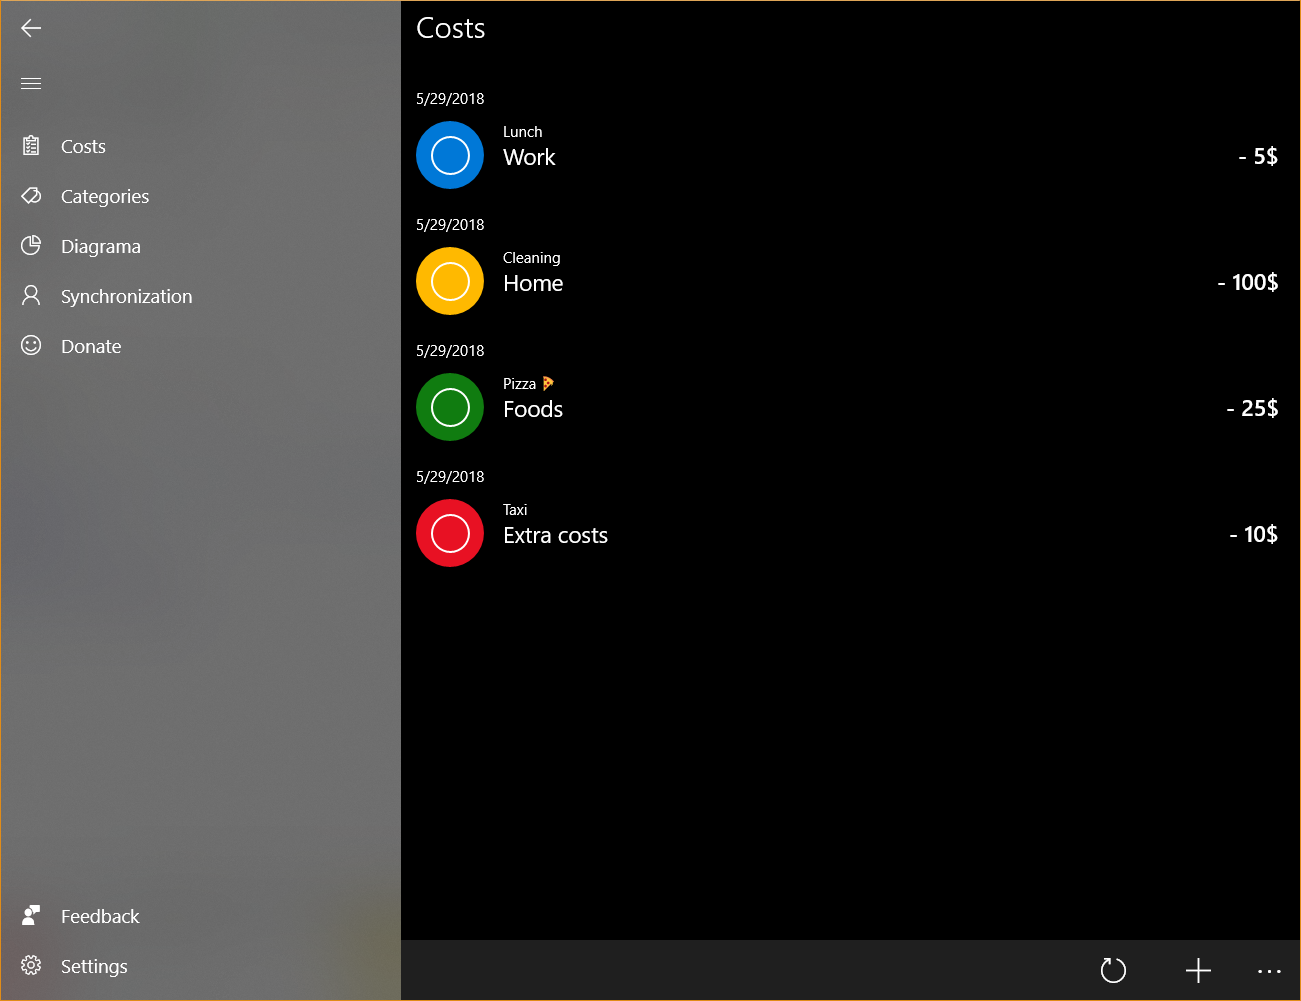 Costs
Categories
Diagrama
Synchronization
Donate
Feedback
Settings
Costs
5/29/2018
Lunch
Work
- 5$
5/29/2018
Cleaning
Home
- 100$
5/29/2018
Pizza 🍕
Foods
- 25$
5/29/2018
Taxi
Extra costs
- 10$